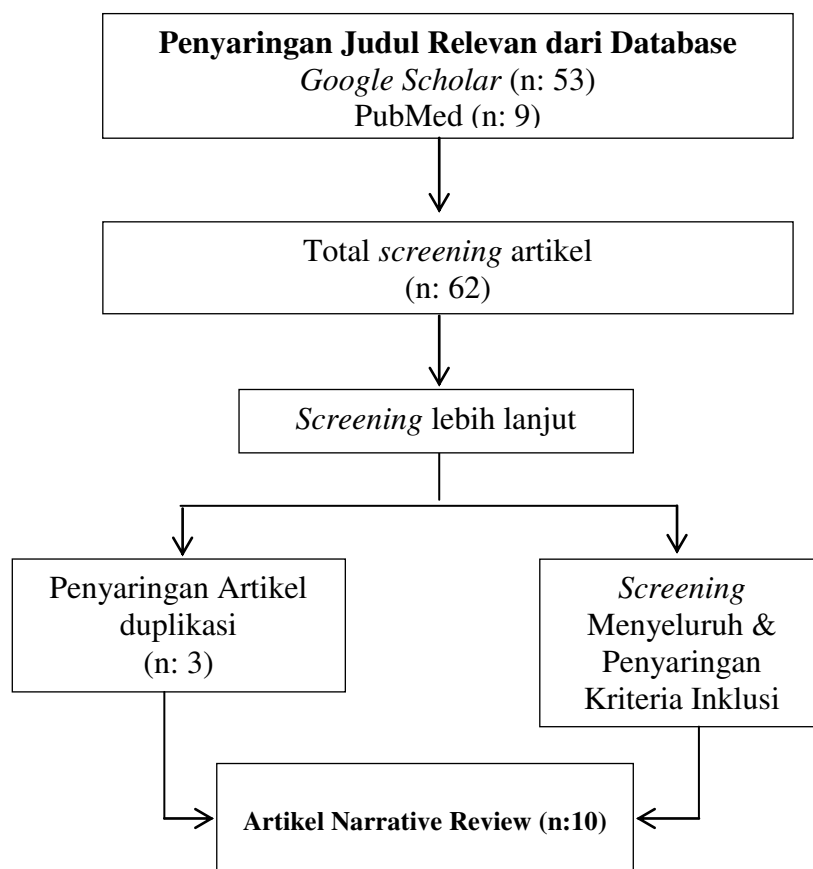 Penyaringan Judul Relevan dari Database
Google Scholar (n: 53)
PubMed (n: 9)
Total screening artikel
(n: 62)
Screening lebih lanjut
Penyaringan Artikel
duplikasi
(n: 3)
Screening
Menyeluruh &
Penyaringan
Kriteria Inklusi
Artikel Narrative Review (n:10)